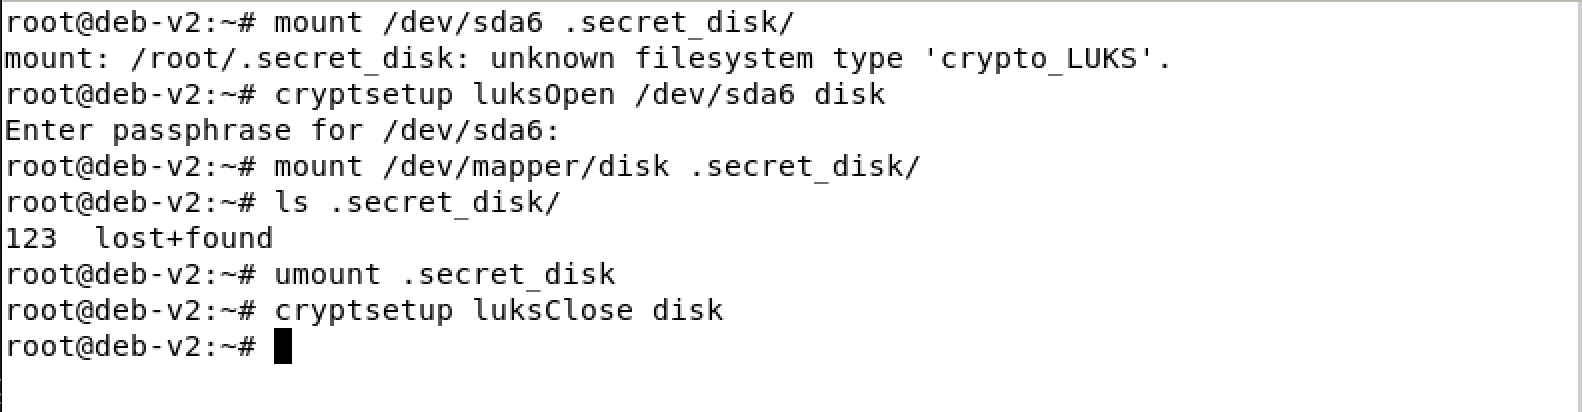 root@deb-v2:~# mount /dev/sda6 .secret_disk/
mount: /root/.secret_disk: unknown filesystem type 'crypto_LUKS'.
root@deb-v2:~# cryptsetup luksOpen /dev/sda6 disk
Enter passphrase for /dev/sda6:
root@deb-v2:~# mount /dev/mapper/disk .secret_disk/
root@deb-v2:~# ls .secret_disk/
123  lost+found
root@deb-v2:~# umount .secret_disk
root@deb-v2:~# cryptsetup luksClose disk
root@deb-v2:~#